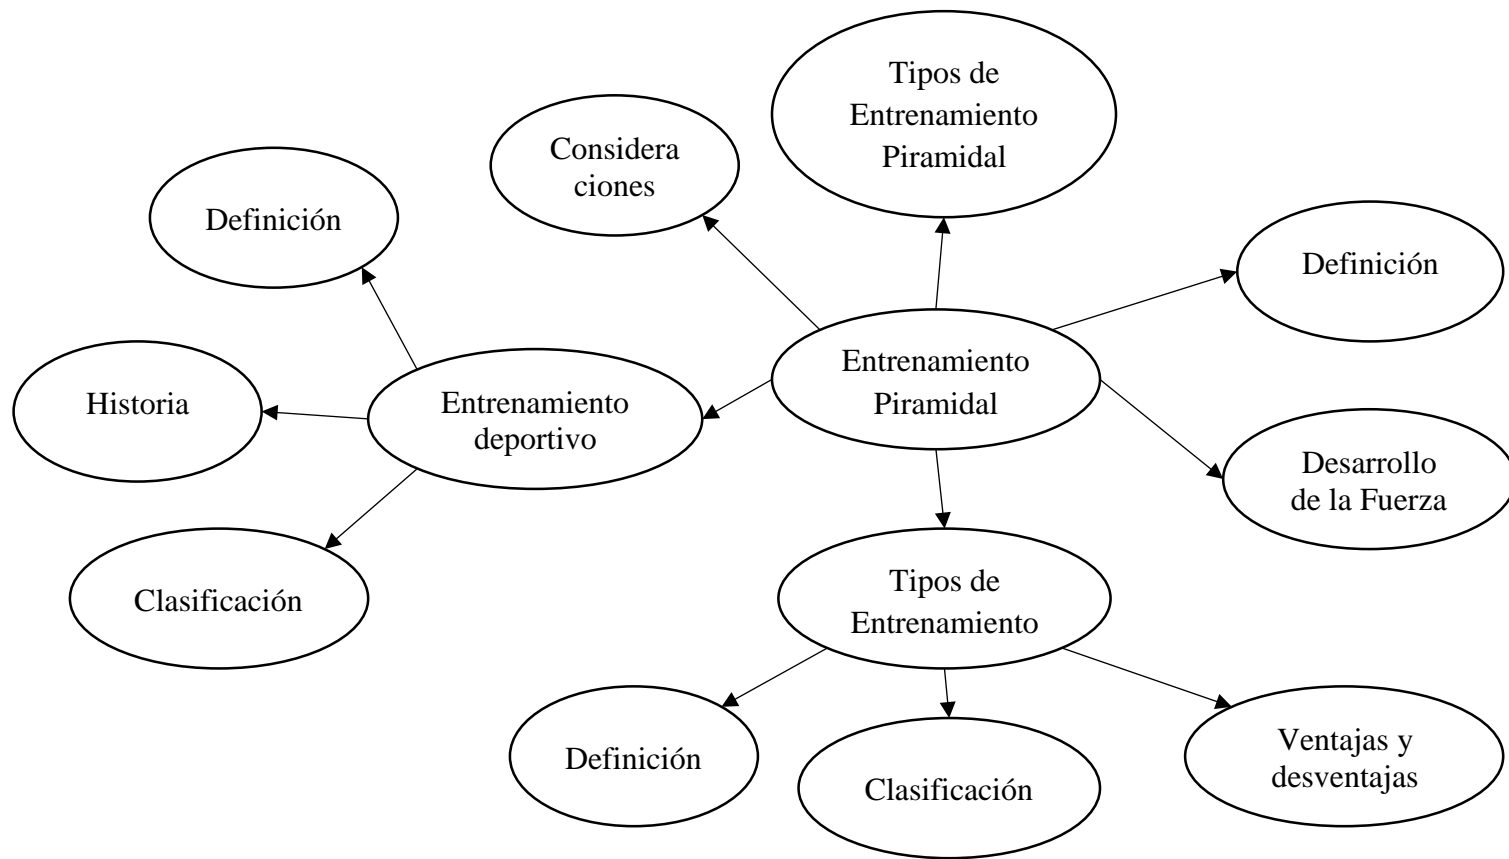 Tipos de
Entrenamiento
Piramidal
Considera
ciones
Definición
Definición
Entrenamiento
Piramidal
Historia
Entrenamiento
deportivo
Desarrollo
de la Fuerza
Clasificación
Tipos de
Entrenamiento
Definición
Clasificación
Ventajas y
desventajas